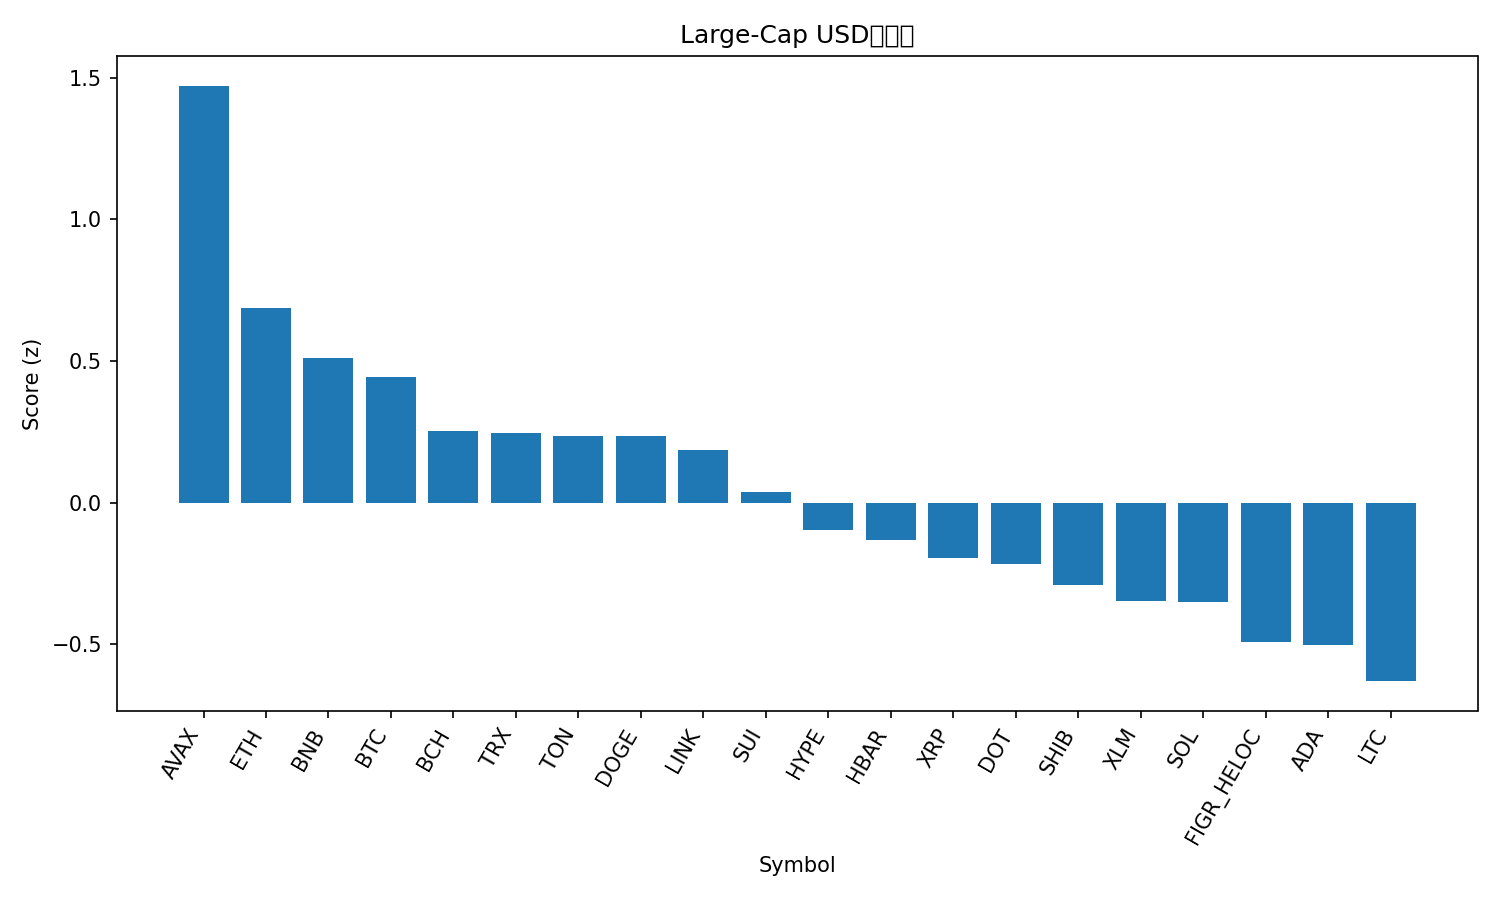 Large-Cap USD
Score (z)
1.5
1.0
0.5
0.0
−0.5
AVAX
ETH
BNB
BTC
BCH
TRX
TON
DOGE
LINK
SUI
HYPE
HBAR
XRP
DOT
SHIB
XLM
SOL
FIGR_HELOC
ADA
LTC
Symbol